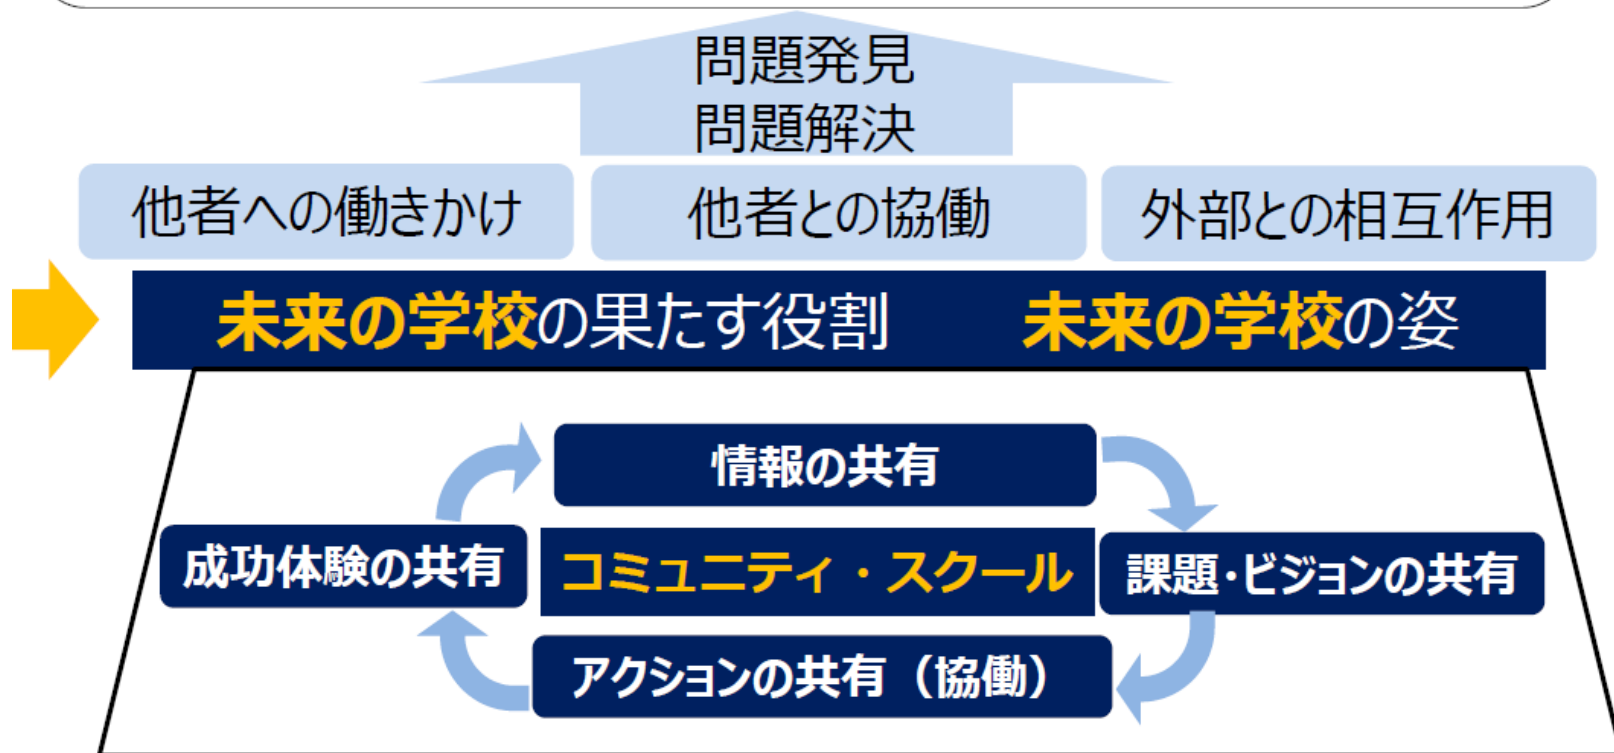 問題発見
問題解決
他者への働きかけ
他者との協働
外部との相互作用
未来の学校の果たす役割 未来の学校の姿
情報の共有
成功体験の共有
コミュニティ・スクール
課題・ビジョンの共有
アクションの共有（協働）